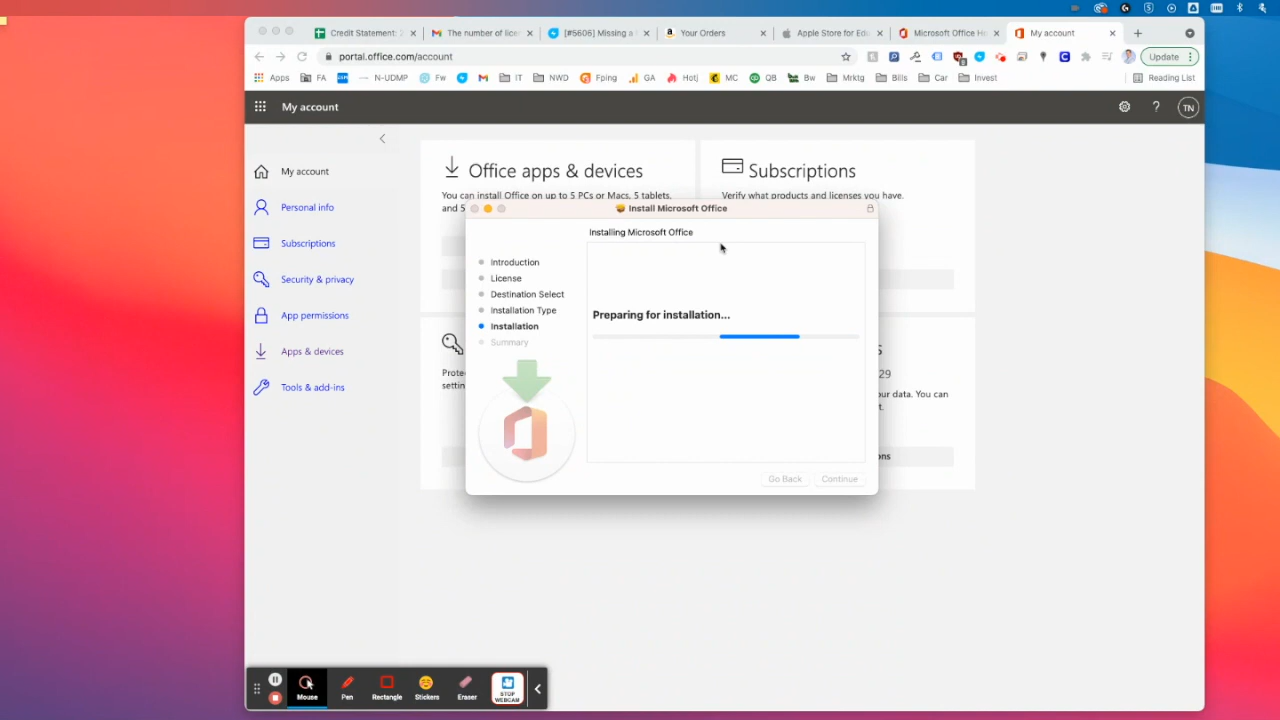 Credit Statement:
The number of lice
[#5606] Missing a
Your Orders
Apple Store for Edu
Microsoft Office Ho
My account
portal.office.com/account
Update
Apps
FA
N-UDMP
Fw
IT
NWD
Fping
GA
Hotj
MC
QB
Bw
Mrktg
Bills
Car
Invest
Reading List
My account
?
TN
My account
Personal info
Subscriptions
Security & privacy
App permissions
Apps & devices
Tools & add-ins
Office apps & devices
You can install Office on up to 5 PCs or Macs, 5 tablets,
and 5
Subscriptions
Verify what products and licenses you have.
Install Microsoft Office
Installing Microsoft Office
Introduction
License
Destination Select
Installation Type
Installation
Summary
Preparing for installation...
Go Back
Continue
Prote
settin
s
29
our data. You can
t.
ons
Mouse
Pen
Rectangle
Stickers
Eraser
STOP
WEBCAM